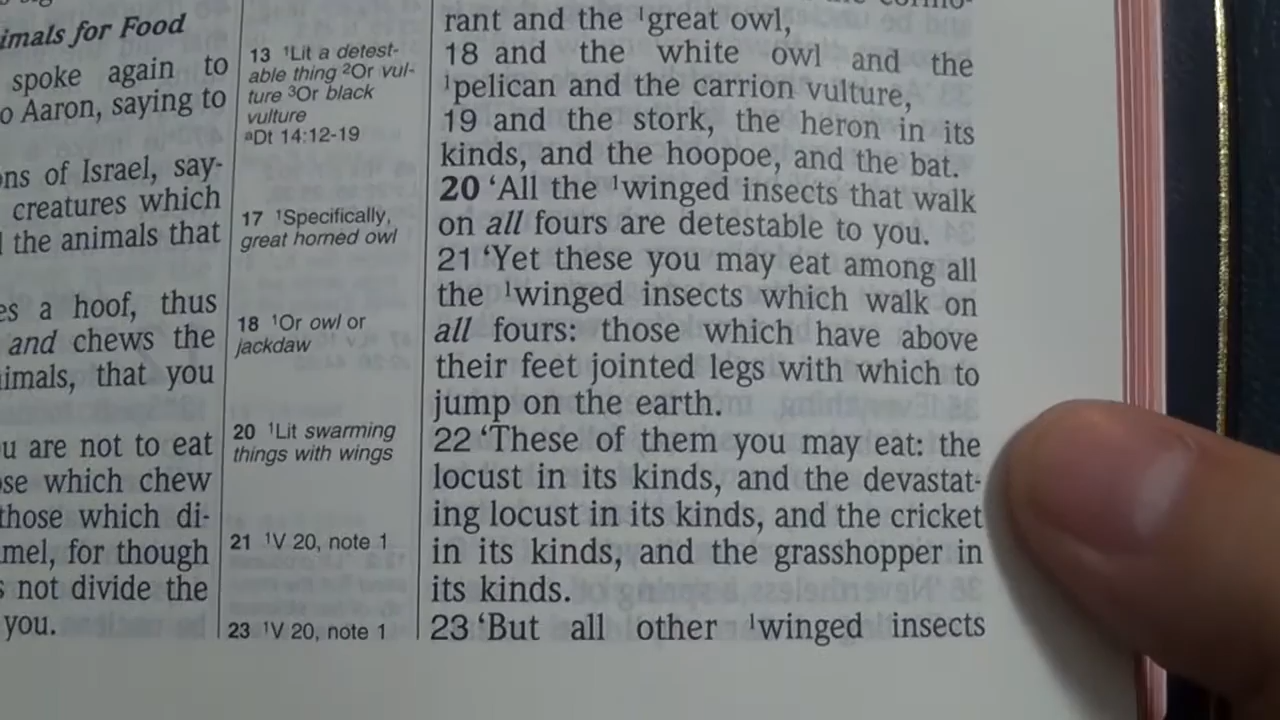 imals for Food
spoke again to
o Aaron, saying to
ons of Israel, say-
creatures which
the animals that
es a hoof, thus
and chews the
imals, that you
u are not to eat
se which chew
those which di-
mel, for though
s not divide the
you.
13 ¹Lit a detest-
able thing ²Or vul-
ture ³Or black
vulture
ᵃDt 14:12-19
17 ¹Specifically,
great horned owl
18 ¹Or owl or
jackdaw
20 ¹Lit swarming
things with wings
21 ¹V 20, note 1
23 ¹V 20, note 1
rant and the ¹great owl,
18 and the white owl and the
¹pelican and the carrion vulture,
19 and the stork, the heron in its
kinds, and the hoopoe, and the bat.
20 ‘All the ¹winged insects that walk
on all fours are detestable to you.
21 ‘Yet these you may eat among all
the ¹winged insects which walk on
all fours: those which have above
their feet jointed legs with which to
jump on the earth.
22 ‘These of them you may eat: the
locust in its kinds, and the devastat-
ing locust in its kinds, and the cricket
in its kinds, and the grasshopper in
its kinds.
23 ‘But all other ¹winged insects